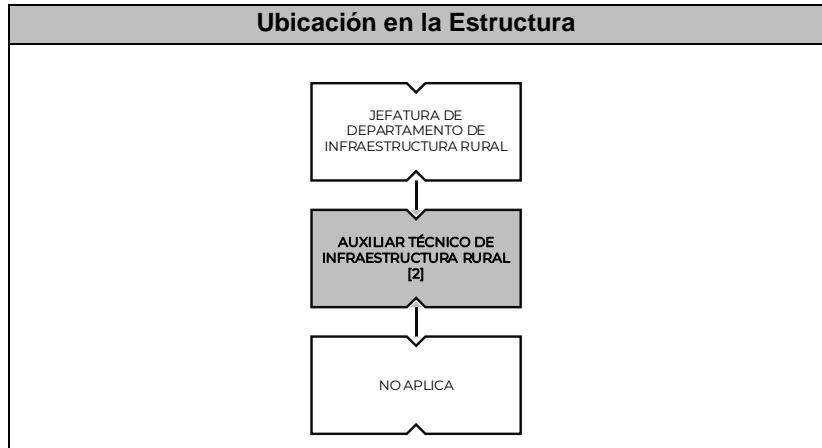 Ubicación en la Estructura
JEFATURA DE
DEPARTAMENTO DE
INFRAESTRUCTURA RURAL
AUXILIAR TÉCNICO DE
INFRAESTRUCTURA RURAL
[2]
NO APLICA